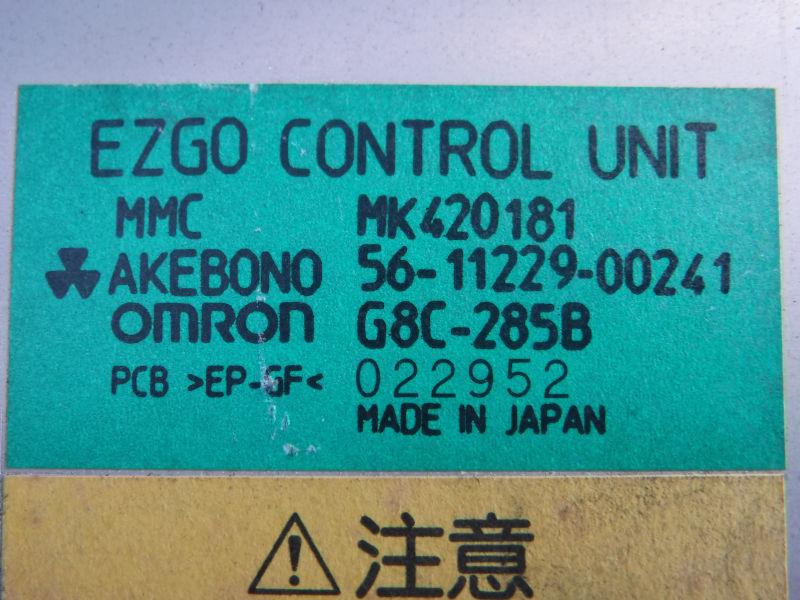 EZGO CONTROL UNIT
MMC MK420181
AKEBONO 56-11229-00241
OMRON G8C-285B
PCB >EP-GF< 022952
MADE IN JAPAN
注意